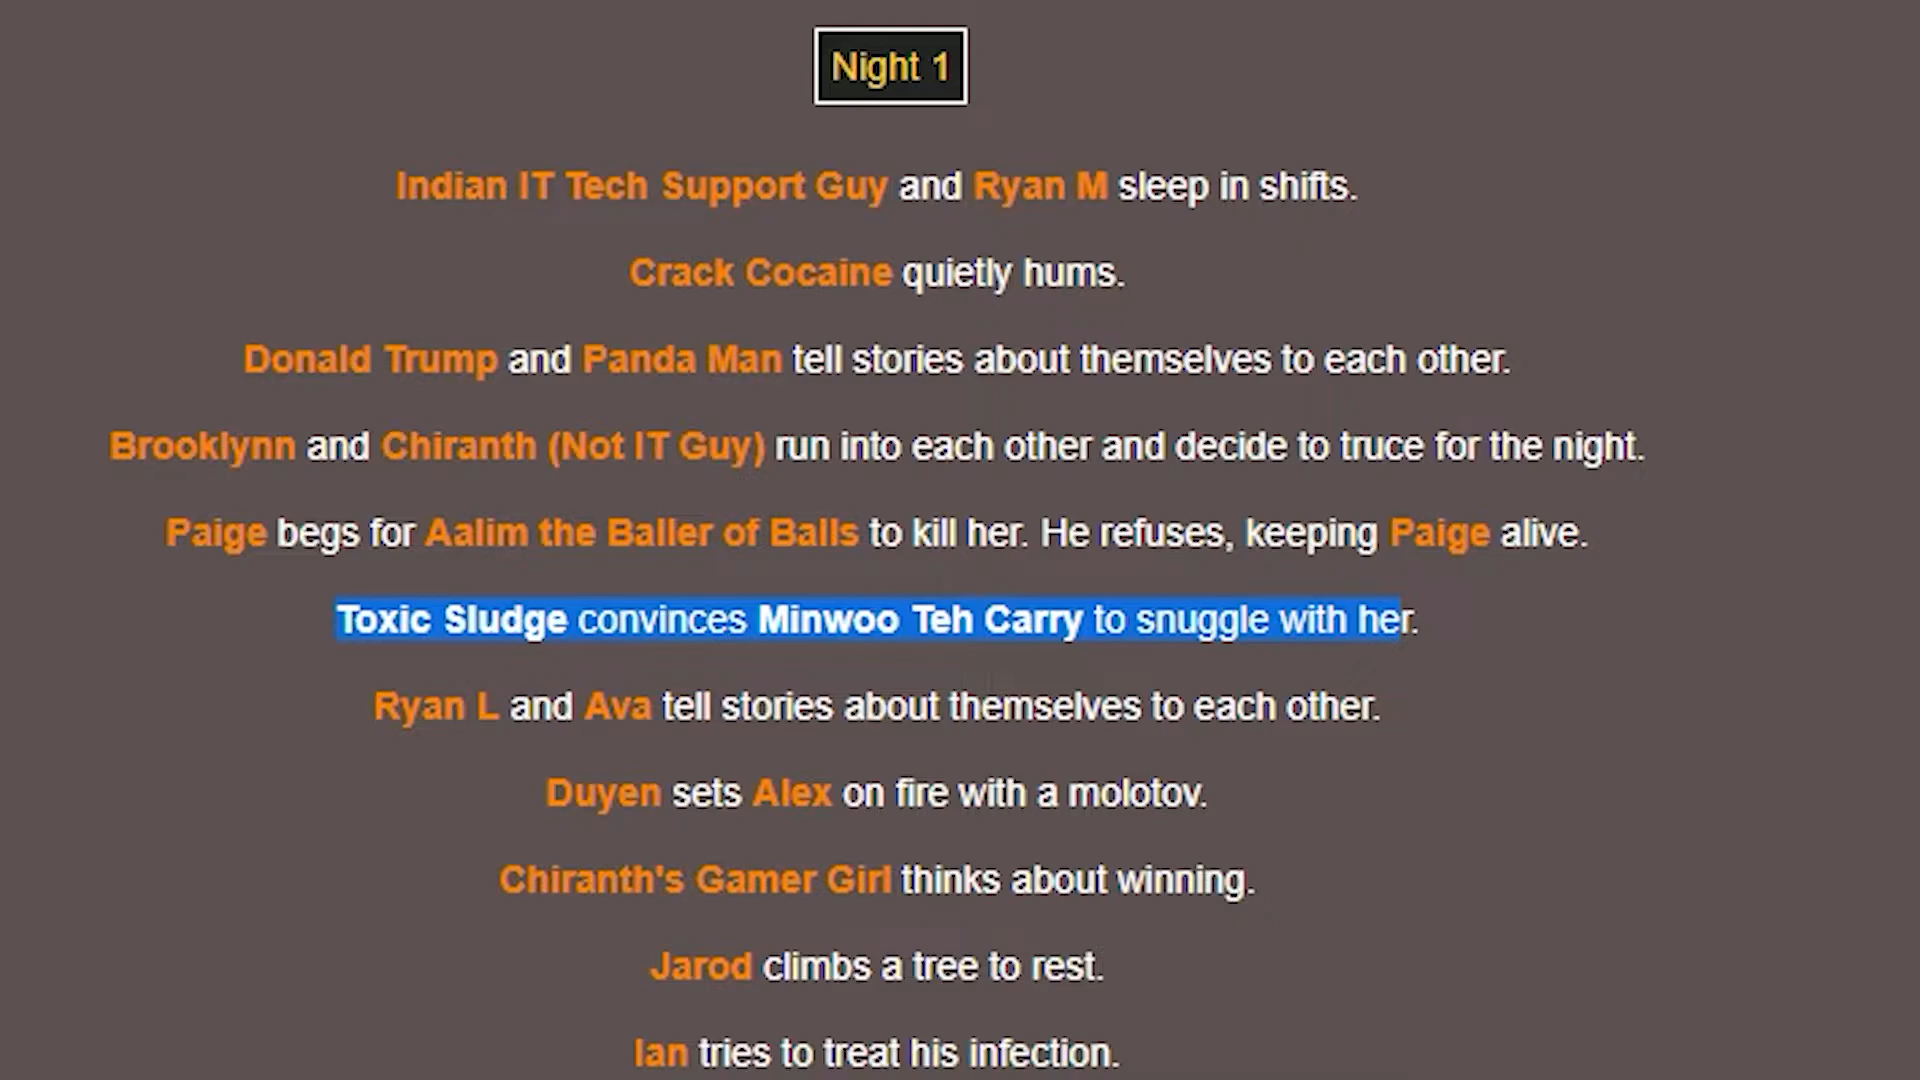 Night 1
Indian IT Tech Support Guy and Ryan M sleep in shifts.
Crack Cocaine quietly hums.
Donald Trump and Panda Man tell stories about themselves to each other.
Brooklynn and Chiranth (Not IT Guy) run into each other and decide to truce for the night.
Paige begs for Aalim the Baller of Balls to kill her. He refuses, keeping Paige alive.
Toxic Sludge convinces Minwoo Teh Carry to snuggle with her.
Ryan L and Ava tell stories about themselves to each other.
Duyen sets Alex on fire with a molotov.
Chiranth's Gamer Girl thinks about winning.
Jarod climbs a tree to rest.
Ian tries to treat his infection.